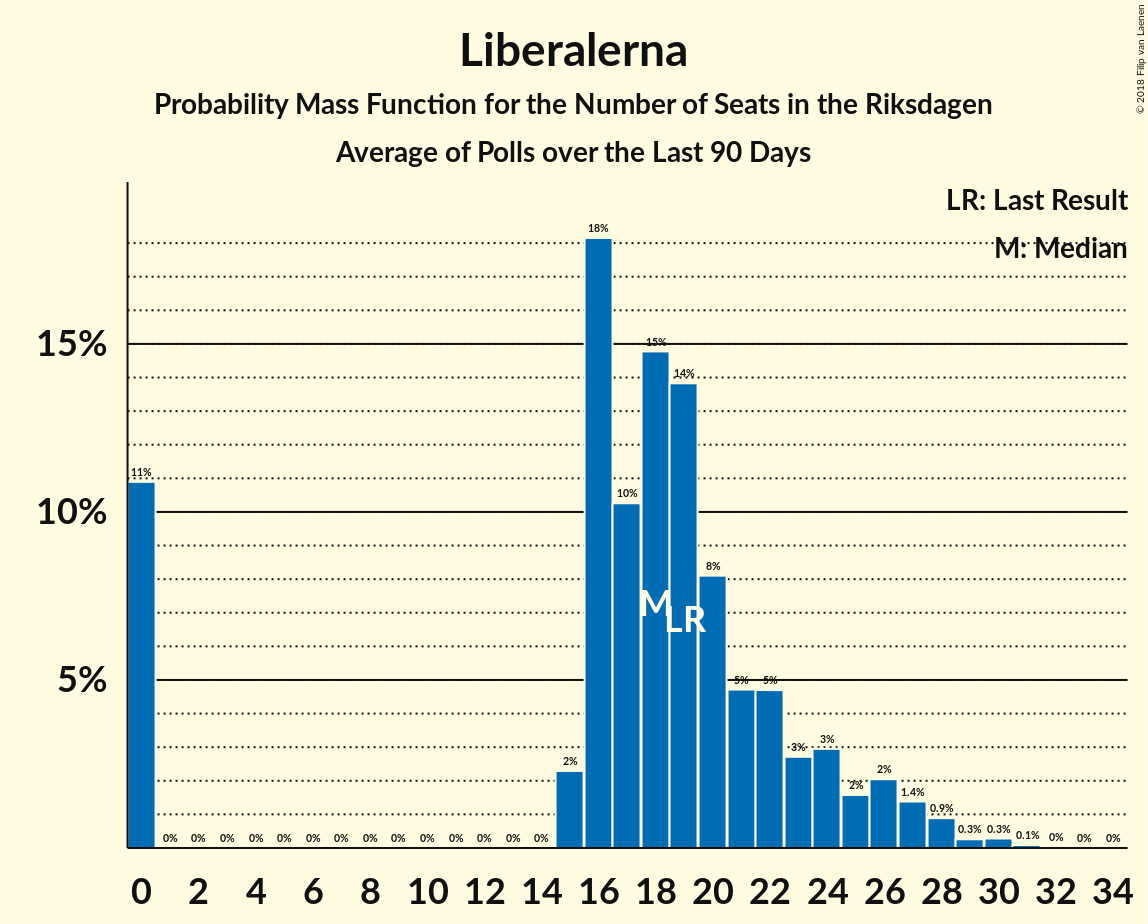 Liberalerna
Probability Mass Function for the Number of Seats in the Riksdagen
Average of Polls over the Last 90 Days
© 2018 Filip van Laenen
LR: Last Result
M: Median
15%
10%
5%
11% 0% 0% 0% 0% 0% 0% 0% 0% 0% 0% 0% 0% 0% 0% 2% 18% 10% 15% 14% 8% 5% 5% 3% 3% 2% 2% 1.4% 0.9% 0.3% 0.3% 0.1% 0% 0% 0%
M
LR
0 2 4 6 8 10 12 14 16 18 20 22 24 26 28 30 32 34